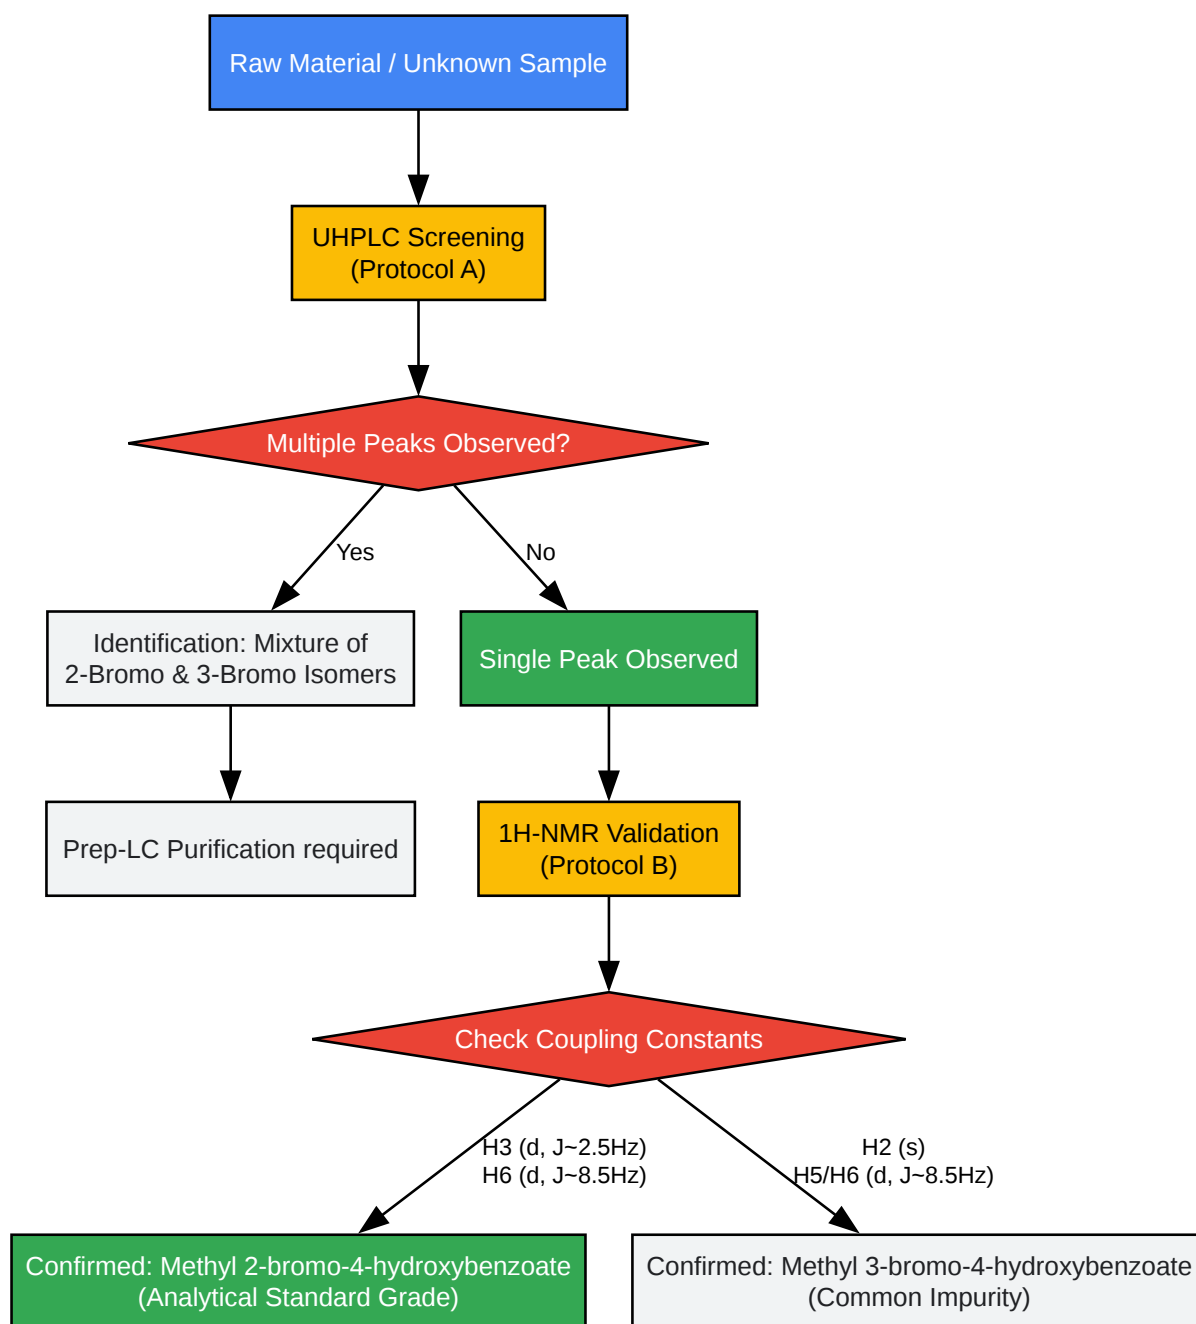 Raw Material / Unknown Sample
UHPLC Screening
(Protocol A)
Multiple Peaks Observed?
Yes
No
Identification: Mixture of
2-Bromo & 3-Bromo Isomers
Single Peak Observed
Prep-LC Purification required
1H-NMR Validation
(Protocol B)
Check Coupling Constants
H3 (d, J~2.5Hz)
H6 (d, J~8.5Hz)
H2 (s)
H5/H6 (d, J~8.5Hz)
Confirmed: Methyl 2-bromo-4-hydroxybenzoate
(Analytical Standard Grade)
Confirmed: Methyl 3-bromo-4-hydroxybenzoate
(Common Impurity)